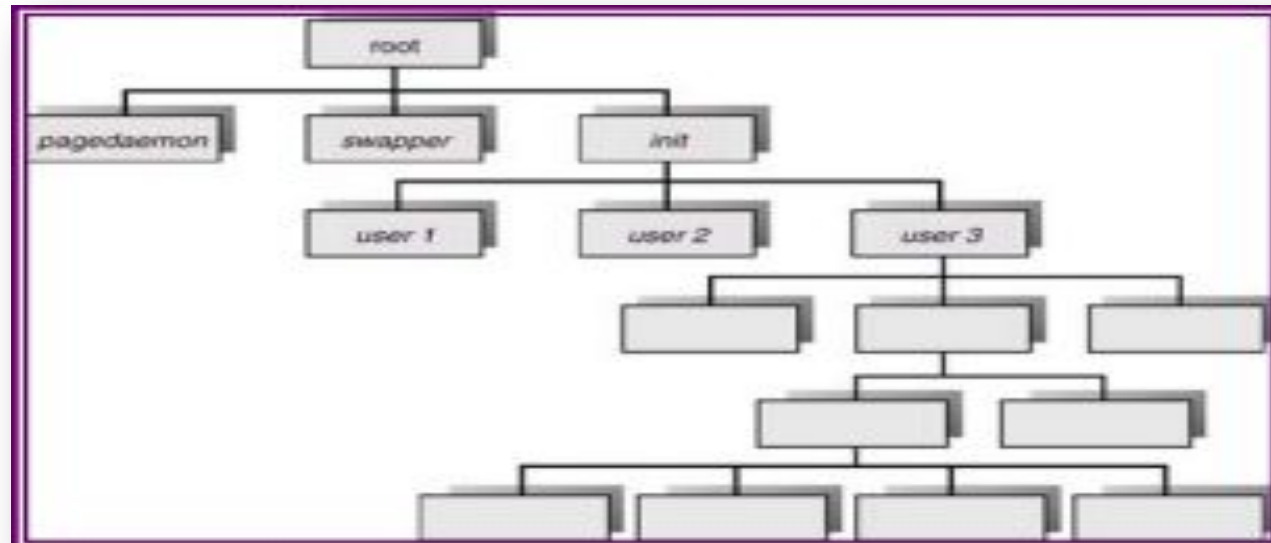 root
pagedaemon swapper init
user 1 user 2 user 3